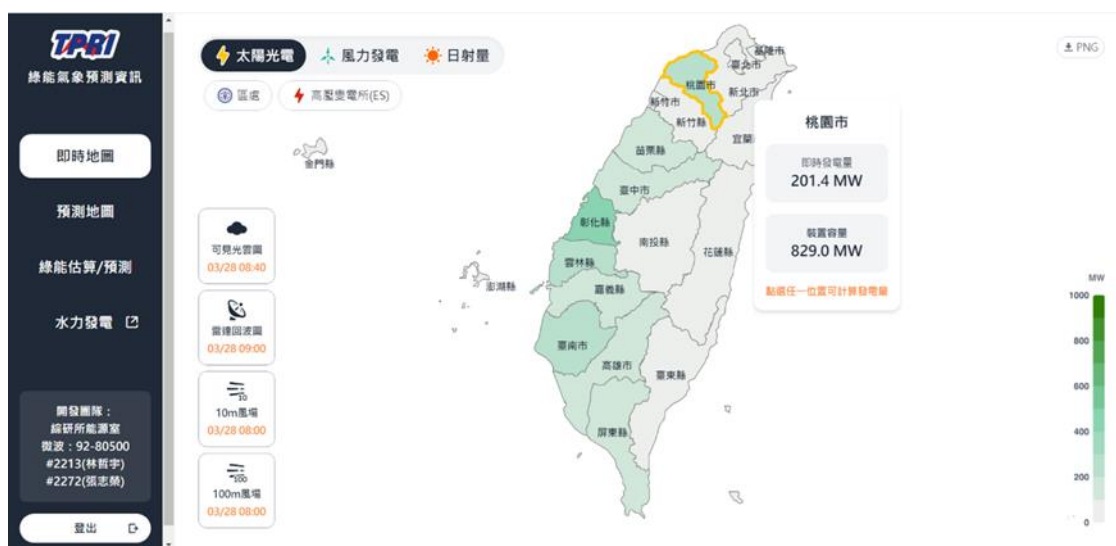 TPRI
綠能氣象預測資訊
即時地圖
預測地圖
綠能估算/預測
水力發電
開發團隊：
綜研所能源室
微波：92-80500
#2213(林哲宇)
#2272(張志榮)
登出
太陽光電
風力發電
日射量
區處
高壓變電所(ES)
PNG
可見光雲圖
03/28 08:40
雷達回波圖
03/28 09:00
10
10m風場
03/28 08:00
100
100m風場
03/28 08:00
金門縣
澎湖縣
基隆市
臺北市
新北市
桃園市
新竹市
新竹縣
宜蘭
苗栗縣
臺中市
彰化縣
南投縣
花蓮縣
雲林縣
嘉義縣
臺南市
高雄市
臺東縣
屏東縣
桃園市
即時發電量
201.4 MW
裝置容量
829.0 MW
點選任一位置可計算發電量
MW
1000
800
600
400
200
0